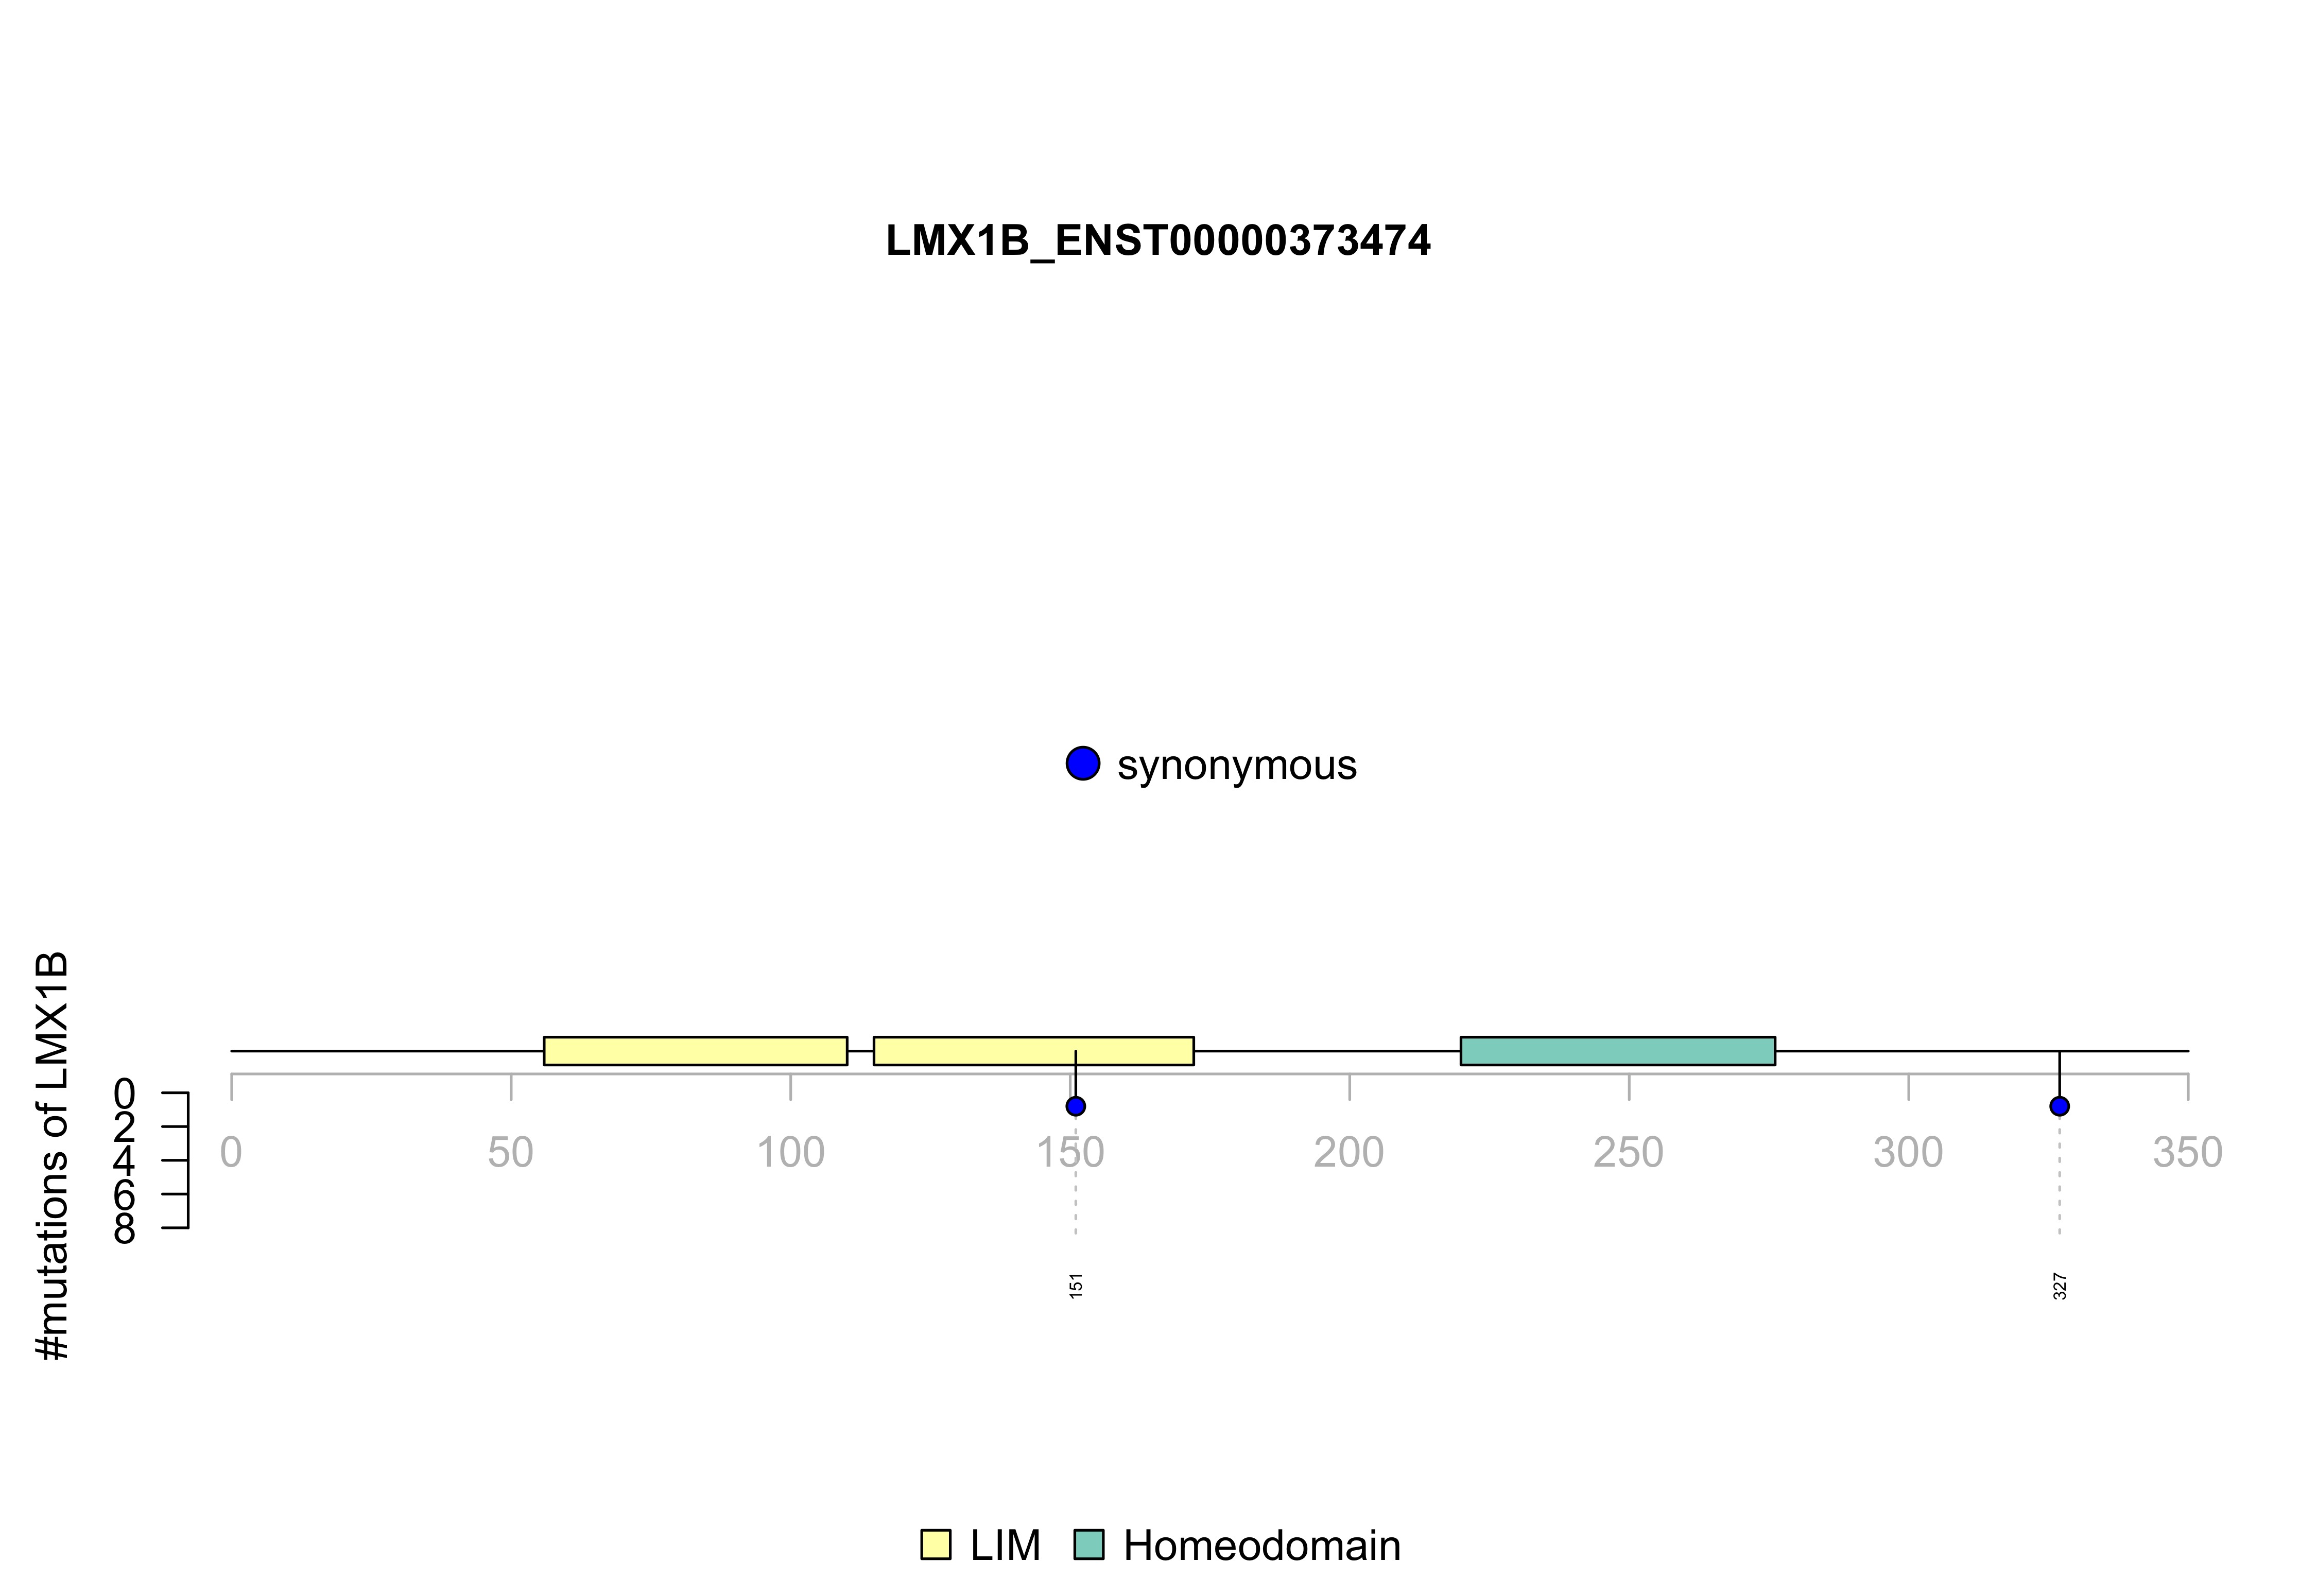 LMX1B_ENST00000373474
synonymous
#mutations of LMX1B
0
2
4
6
8
0 50 100 150 200 250 300 350
151 327
LIM Homeodomain